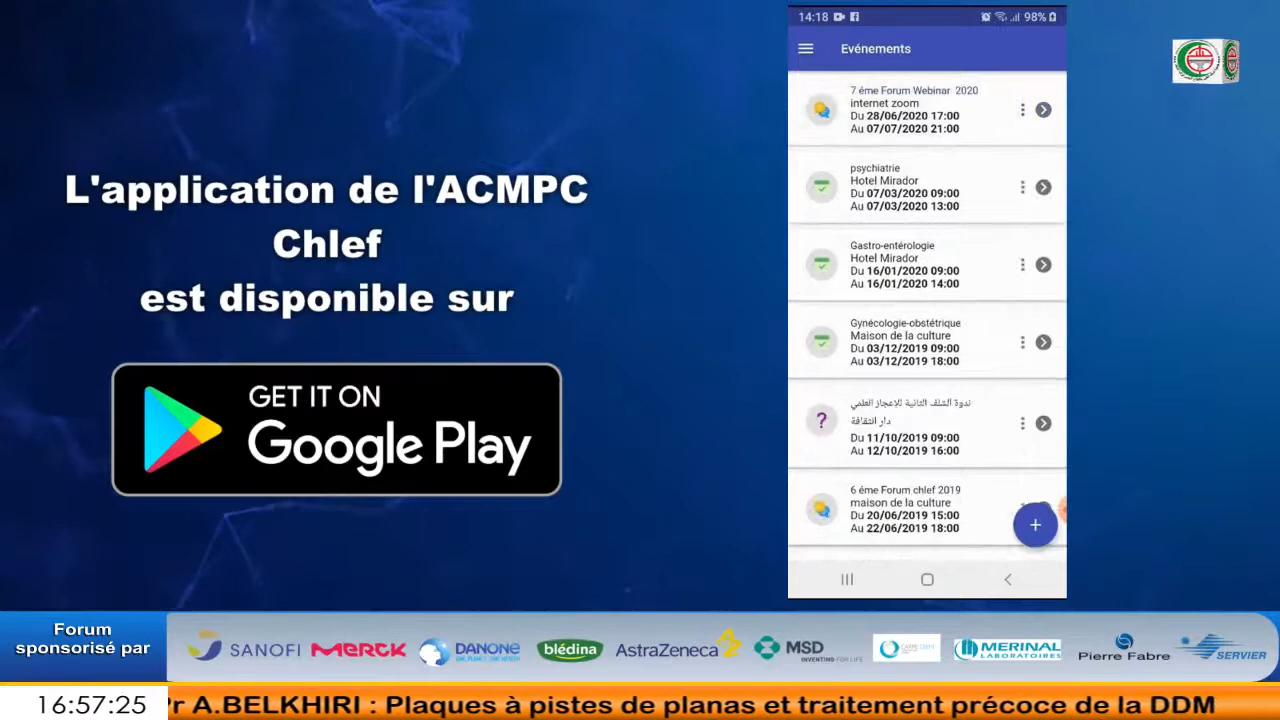 L'application de l'ACMPC
Chlef
est disponible sur
GET IT ON
Google Play
14:18
98%
Evénements
7 éme Forum Webinar 2020
internet zoom
Du 28/06/2020 17:00
Au 07/07/2020 21:00
psychiatrie
Hotel Mirador
Du 07/03/2020 09:00
Au 07/03/2020 13:00
Gastro-entérologie
Hotel Mirador
Du 16/01/2020 09:00
Au 16/01/2020 14:00
Gynécologie-obstétrique
Maison de la culture
Du 03/12/2019 09:00
Au 03/12/2019 18:00
ندوة الشلف الثانية للإعجاز العلمي
دار الثقافة
?
Du 11/10/2019 09:00
Au 12/10/2019 16:00
6 éme Forum chlef 2019
maison de la culture
Du 20/06/2019 15:00
Au 22/06/2019 18:00
+
Forum
sponsorisé par
SANOFI MERCK DANONE blédina AstraZeneca MSD MERINAL Pierre Fabre SERVIER
ONE PLANET. ONE HEALTH INVENTING FOR LIFE LABORATOIRES
16:57:25 Pr A.BELKHIRI : Plaques à pistes de planas et traitement précoce de la DDM